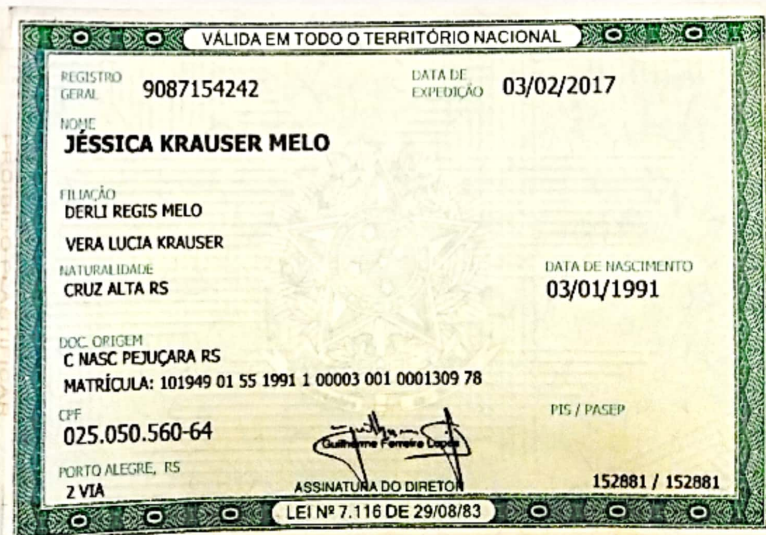 VÁLIDA EM TODO O TERRITÓRIO NACIONAL
REGISTRO GERAL 9087154242 DATA DE EXPEDIÇÃO 03/02/2017
NOME
JÉSSICA KRAUSER MELO
FILIAÇÃO
DERLI REGIS MELO
VERA LUCIA KRAUSER
NATURALIDADE DATA DE NASCIMENTO
CRUZ ALTA RS 03/01/1991
DOC. ORIGEM
C NASC PEJUÇARA RS
MATRÍCULA: 101949 01 55 1991 1 00003 001 0001309 78
CPF PIS / PASEP
025.050.560-64
Guilherme Ferreira Lopes
PORTO ALEGRE, RS
2 VIA ASSINATURA DO DIRETOR 152881 / 152881
LEI Nº 7.116 DE 29/08/83